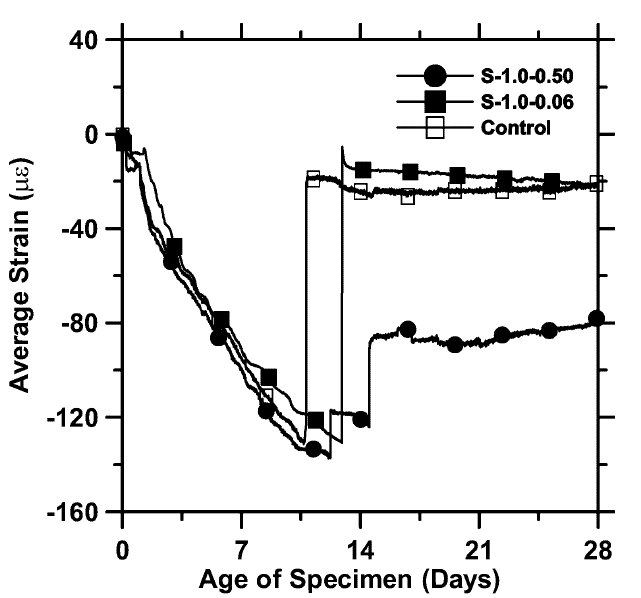 40
0
-40
-80
-120
-160
Average Strain (με)
S-1.0-0.50
S-1.0-0.06
Control
0 7 14 21 28
Age of Specimen (Days)